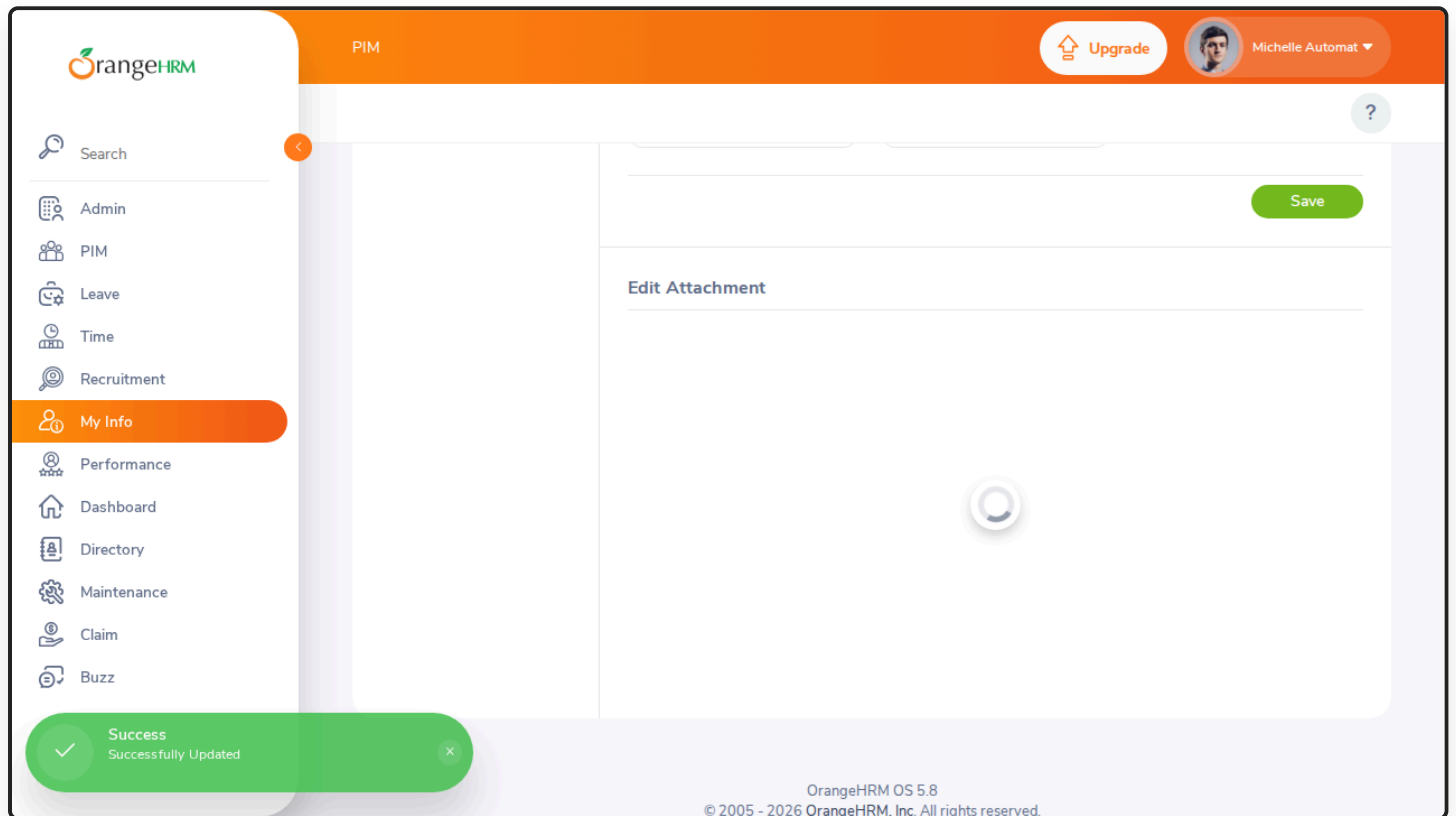 OrangeHRM
PIM
Upgrade
Michelle Automat
?
Search
Admin
PIM
Leave
Time
Recruitment
My Info
Performance
Dashboard
Directory
Maintenance
Claim
Buzz
Save
Edit Attachment
Success
Successfully Updated
OrangeHRM OS 5.8
© 2005 - 2026 OrangeHRM, Inc. All rights reserved.